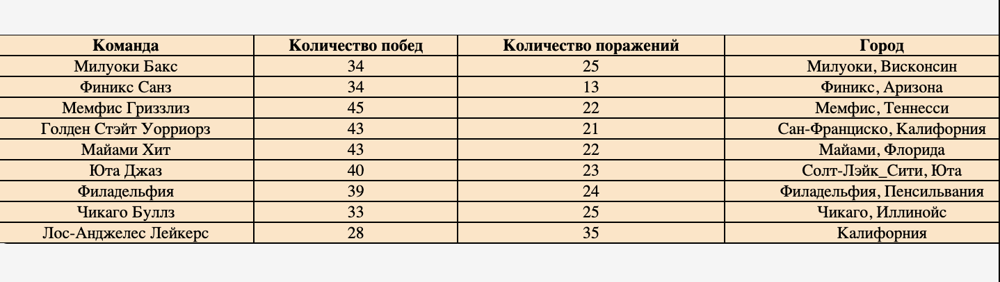 Команда Количество побед Количество поражений Город
Милуоки Бакс 34 25 Милуоки, Висконсин
Финикс Санз 34 13 Финикс, Аризона
Мемфис Гриззлиз 45 22 Мемфис, Теннесси
Голден Стэйт Уорриорз 43 21 Сан-Франциско, Калифорния
Майами Хит 43 22 Майами, Флорида
Юта Джаз 40 23 Солт-Лэйк_Сити, Юта
Филадельфия 39 24 Филадельфия, Пенсильвания
Чикаго Буллз 33 25 Чикаго, Иллинойс
Лос-Анджелес Лейкерс 28 35 Калифорния